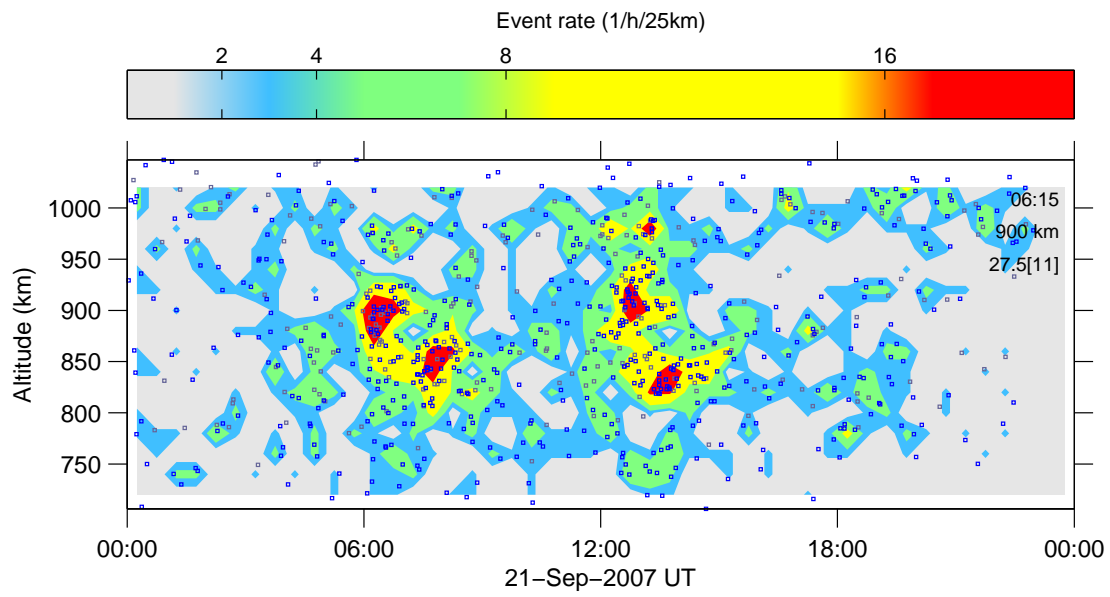 Event rate (1/h/25km)
2 4 8 16
Altitude (km)
1000
950
900
850
800
750
06:15
900 km
27.5[11]
00:00 06:00 12:00 18:00 00:00
21−Sep−2007 UT